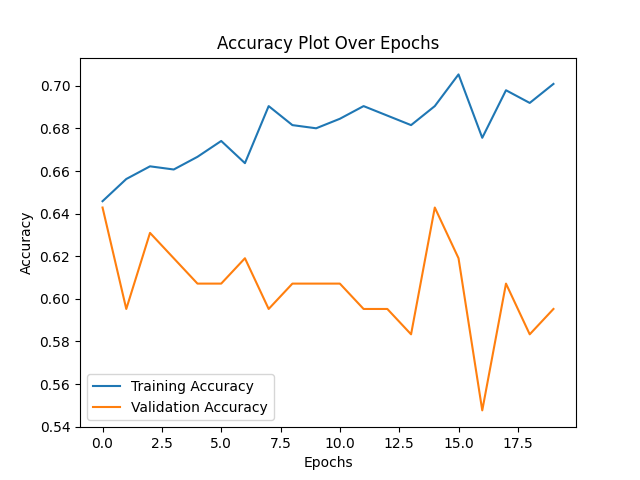 Accuracy Plot Over Epochs
Accuracy
0.70
0.68
0.66
0.64
0.62
0.60
0.58
0.56
0.54
Training Accuracy
Validation Accuracy
0.0 2.5 5.0 7.5 10.0 12.5 15.0 17.5
Epochs